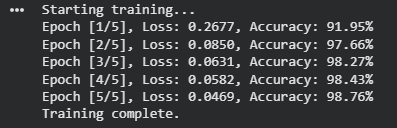 Starting training...
Epoch [1/5], Loss: 0.2677, Accuracy: 91.95%
Epoch [2/5], Loss: 0.0850, Accuracy: 97.66%
Epoch [3/5], Loss: 0.0631, Accuracy: 98.27%
Epoch [4/5], Loss: 0.0582, Accuracy: 98.43%
Epoch [5/5], Loss: 0.0469, Accuracy: 98.76%
Training complete.